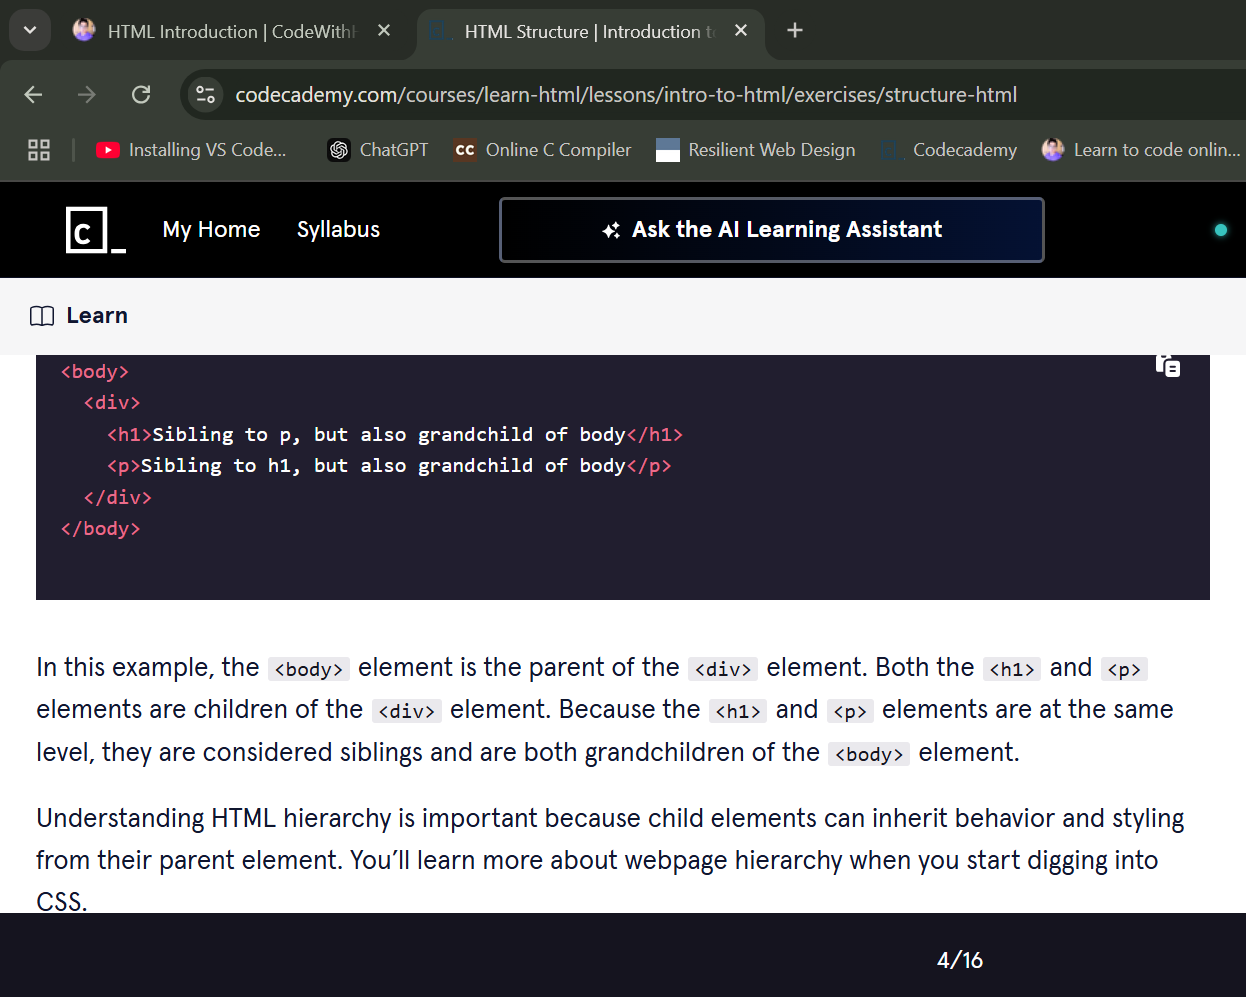 HTML Introduction | CodeWithH
HTML Structure | Introduction to
codecademy.com/courses/learn-html/lessons/intro-to-html/exercises/structure-html
Installing VS Code...
ChatGPT
CC
Online C Compiler
Resilient Web Design
Codecademy
Learn to code onlin...
c_
My Home
Syllabus
Ask the AI Learning Assistant
Learn
<body>
<div>
<h1>Sibling to p, but also grandchild of body</h1>
<p>Sibling to h1, but also grandchild of body</p>
</div>
</body>
In this example, the <body> element is the parent of the <div> element. Both the <h1> and <p>
elements are children of the <div> element. Because the <h1> and <p> elements are at the same
level, they are considered siblings and are both grandchildren of the <body> element.
Understanding HTML hierarchy is important because child elements can inherit behavior and styling
from their parent element. You’ll learn more about webpage hierarchy when you start digging into
CSS.
4/16